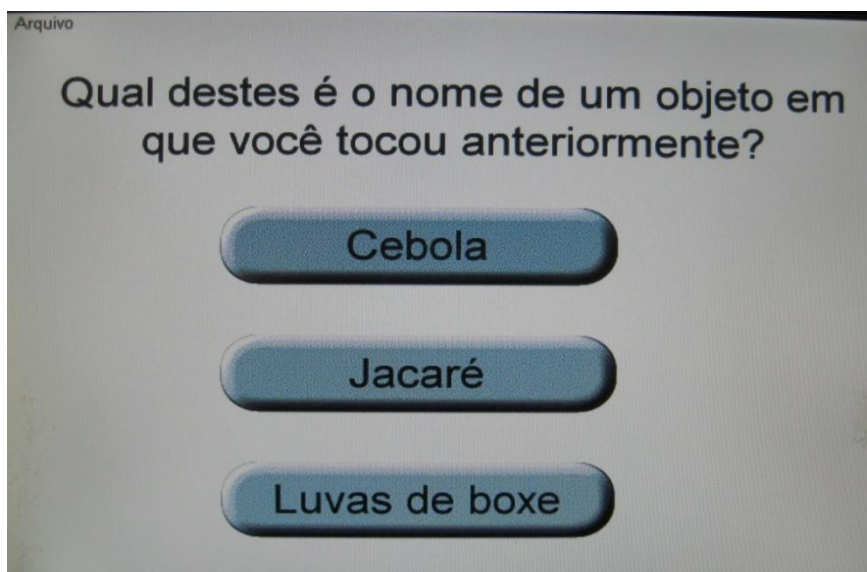 Arquivo
Qual destes é o nome de um objeto em
que você tocou anteriormente?
Cebola
Jacaré
Luvas de boxe